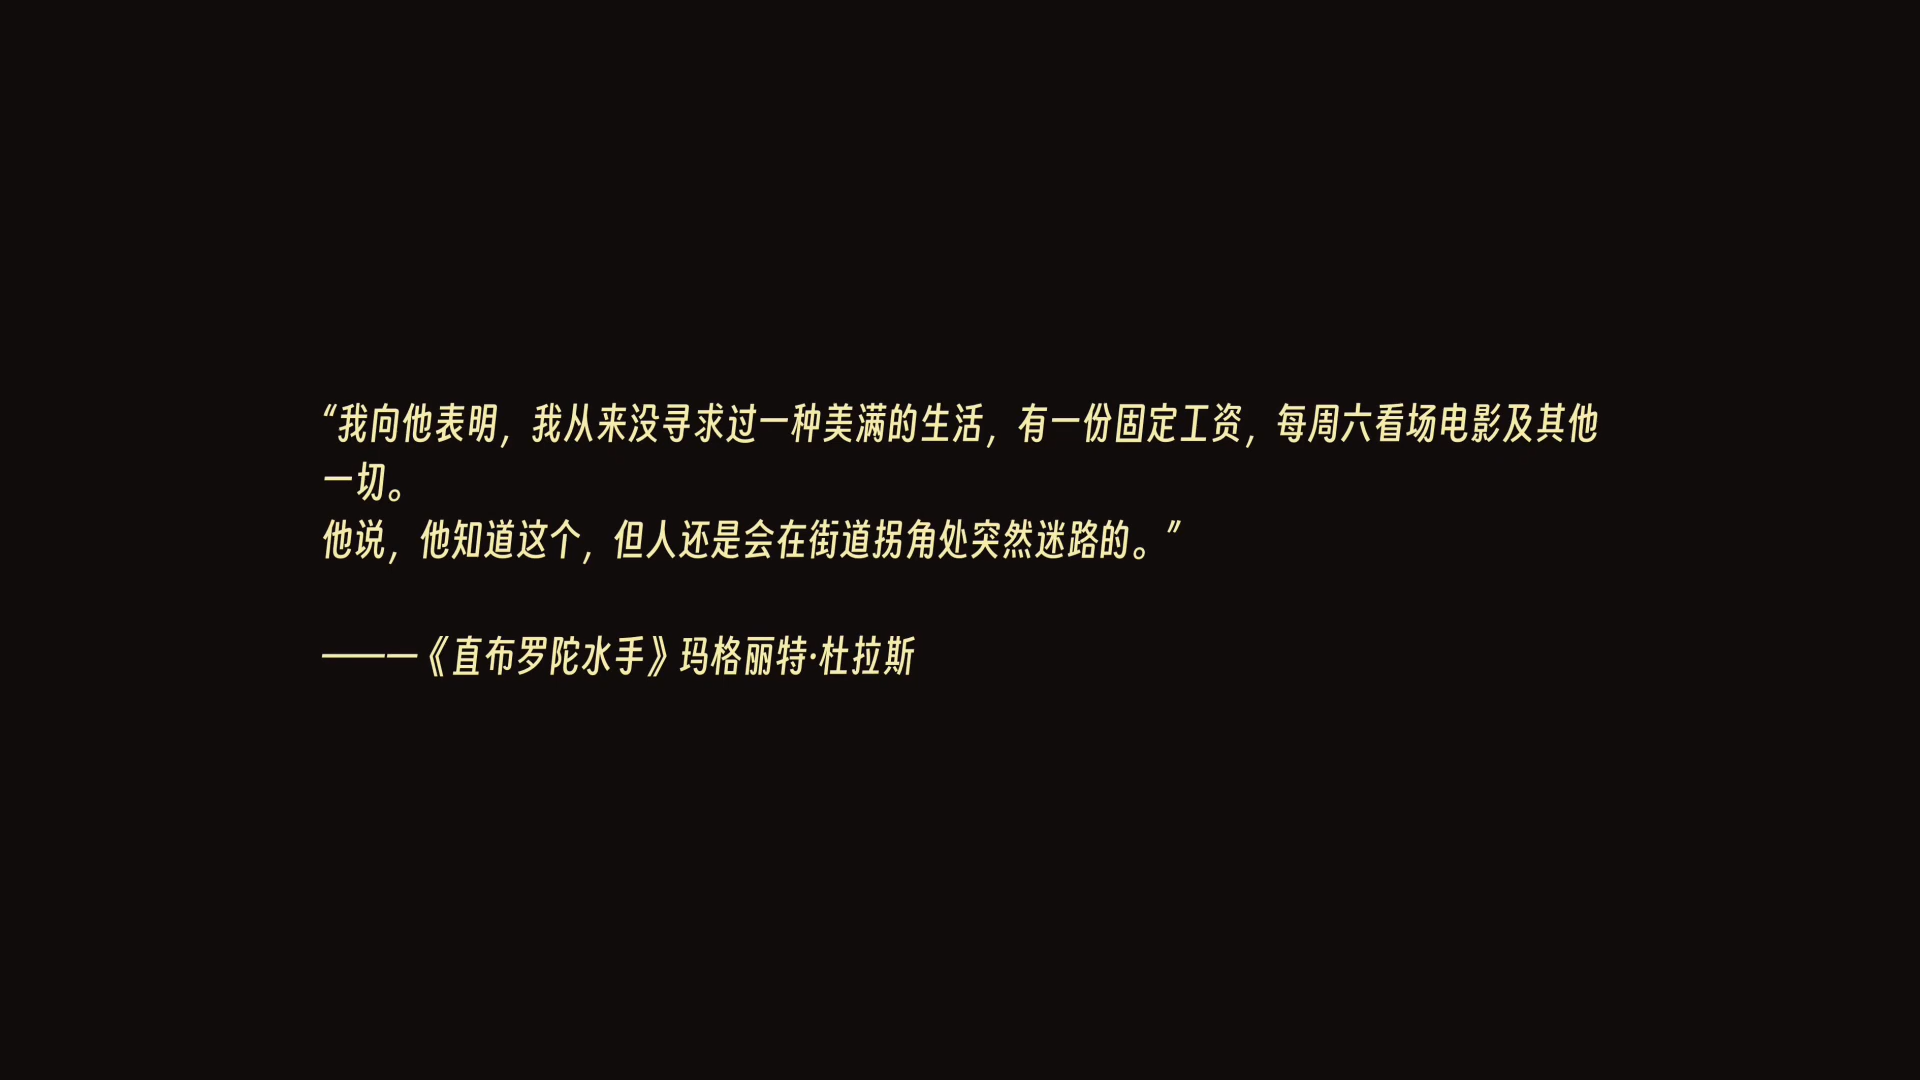 “我向他表明，我从来没寻求过一种美满的生活，有一份固定工资，每周六看场电影及其他
一切。
他说，他知道这个，但人还是会在街道拐角处突然迷路的。”
———《直布罗陀水手》玛格丽特·杜拉斯